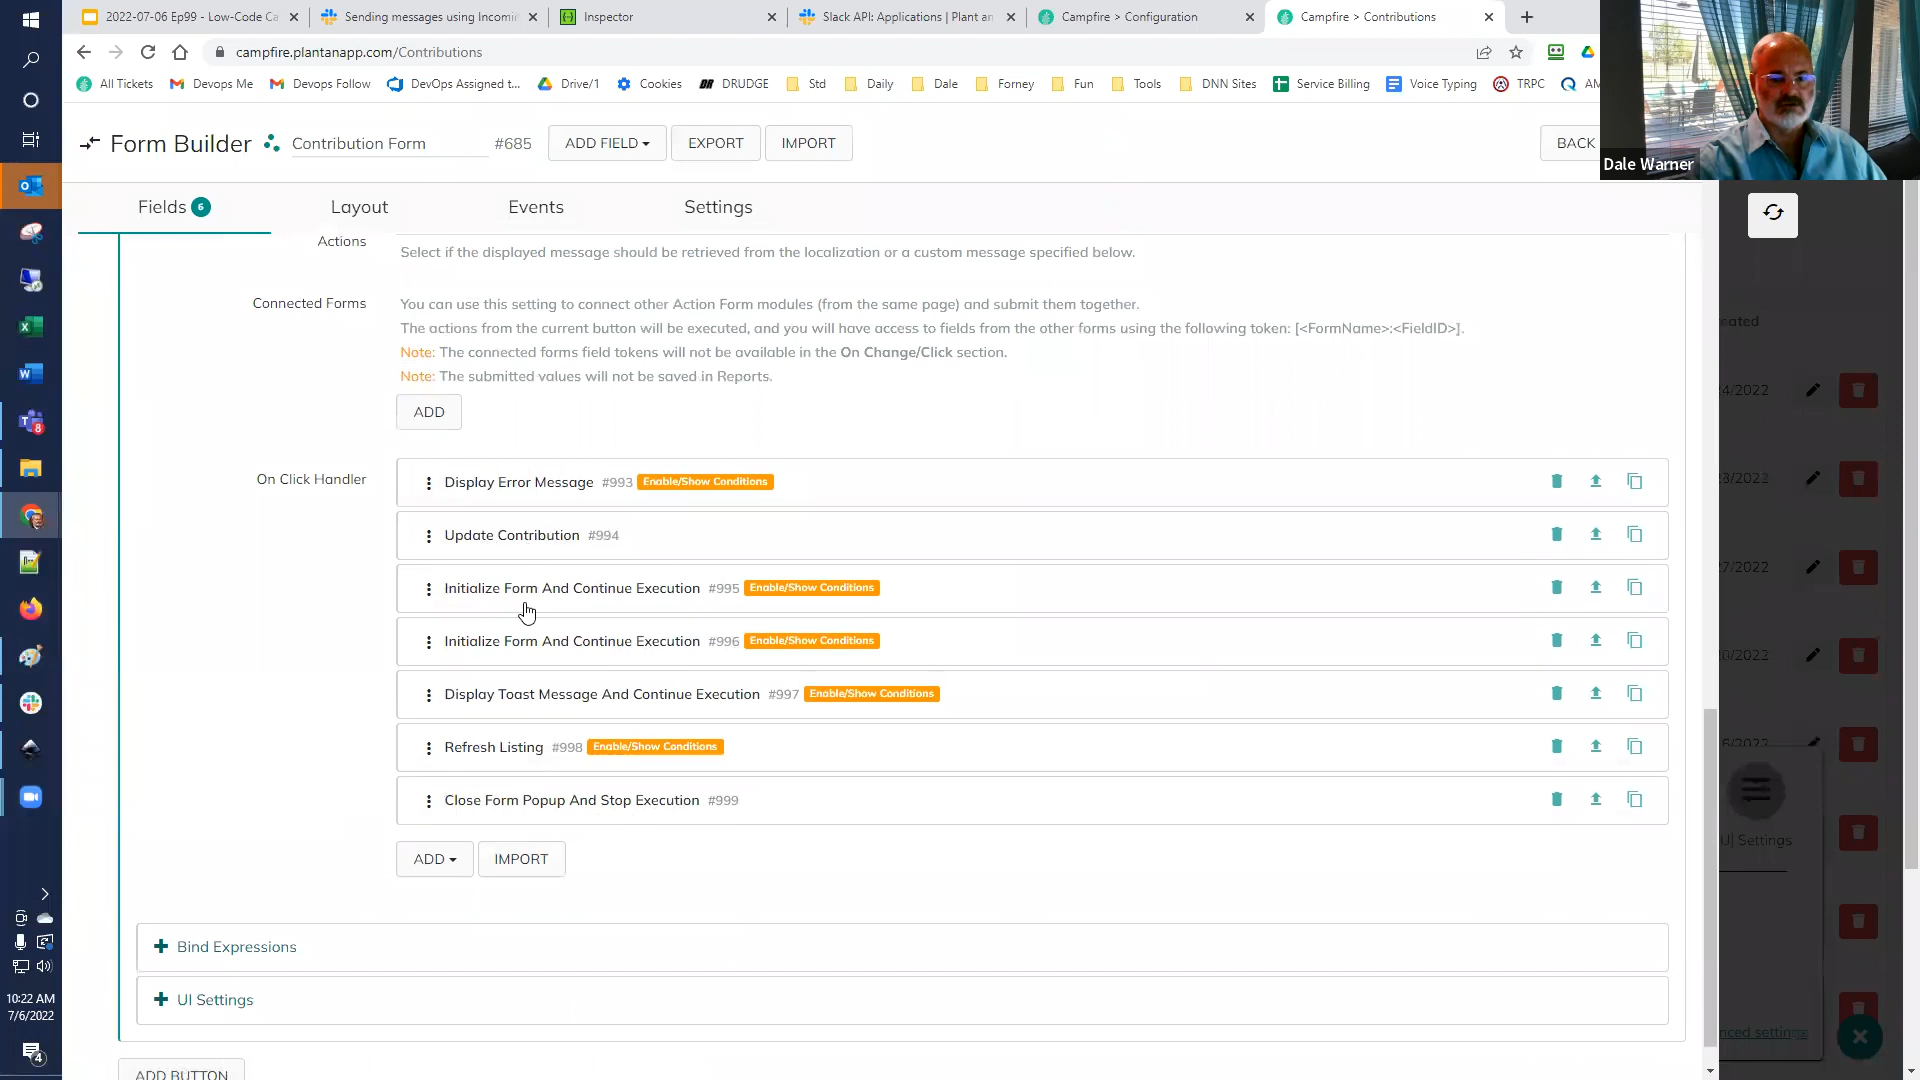 2022-07-06 Ep99 - Low-Code Ca
Sending messages using Incomi
Inspector
Slack API: Applications | Plant an
Campfire > Configuration
Campfire > Contributions
campfire.plantanapp.com/Contributions
All Tickets
Devops Me
Devops Follow
DevOps Assigned t...
Drive/1
Cookies
DRUDGE
Std
Daily
Dale
Forney
Fun
Tools
DNN Sites
Service Billing
Voice Typing
TRPC
Form Builder
Contribution Form
#685
ADD FIELD
EXPORT
IMPORT
BACK
Dale Warner
Fields 6
Layout
Events
Settings
Actions
Select if the displayed message should be retrieved from the localization or a custom message specified below.
Connected Forms
You can use this setting to connect other Action Form modules (from the same page) and submit them together.
The actions from the current button will be executed, and you will have access to fields from the other forms using the following token: [<FormName>:<FieldID>].
Note: The connected forms field tokens will not be available in the On Change/Click section.
Note: The submitted values will not be saved in Reports.
ADD
On Click Handler
Display Error Message #993 Enable/Show Conditions
Update Contribution #994
Initialize Form And Continue Execution #995 Enable/Show Conditions
Initialize Form And Continue Execution #996 Enable/Show Conditions
Display Toast Message And Continue Execution #997 Enable/Show Conditions
Refresh Listing #998 Enable/Show Conditions
Close Form Popup And Stop Execution #999
ADD
IMPORT
Bind Expressions
UI Settings
ADD BUTTON
eated
4/2022
3/2022
7/2022
0/2022
6/2022
UI Settings
nced settings
10:22 AM
7/6/2022
4
8